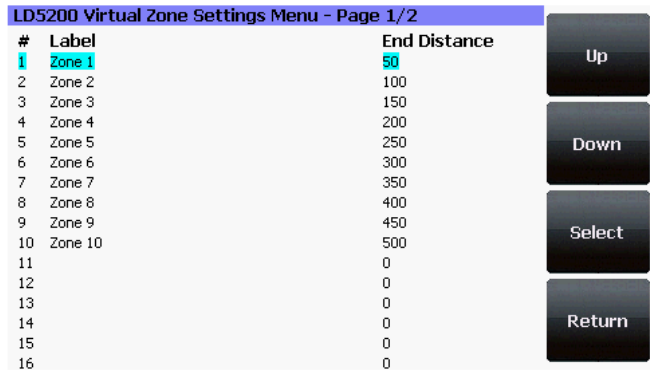 LD5200 Virtual Zone Settings Menu - Page 1/2
# Label End Distance
1 Zone 1 50
2 Zone 2 100
3 Zone 3 150
4 Zone 4 200
5 Zone 5 250
6 Zone 6 300
7 Zone 7 350
8 Zone 8 400
9 Zone 9 450
10 Zone 10 500
11 0
12 0
13 0
14 0
15 0
16 0
Up
Down
Select
Return